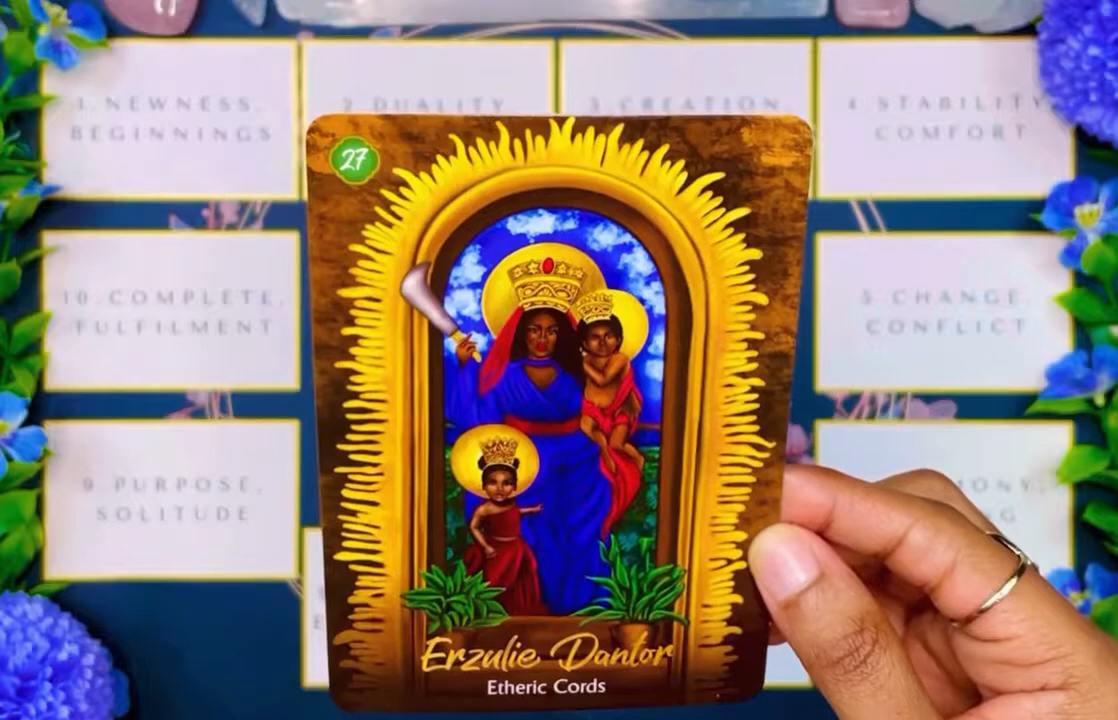 1. NEWNESS,
BEGINNINGS
2. DUALITY,
3. CREATION,
4. STABILITY,
COMFORT
27
10. COMPLETE,
FULFILMENT
5. CHANGE,
CONFLICT
9. PURPOSE,
SOLITUDE
Erzulie Dantor
Etheric Cords